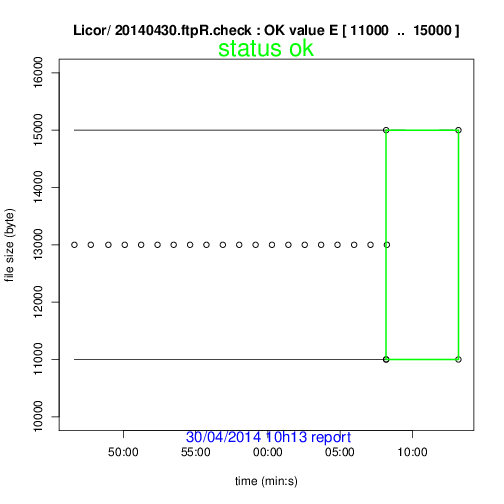 Licor/ 20140430.ftpR.check : OK value E [ 11000 .. 15000 ]
status ok
16000
15000
14000
13000
12000
11000
10000
file size (byte)
30/04/2014 10h13 report
50:00 55:00 00:00 05:00 10:00
time (min:s)